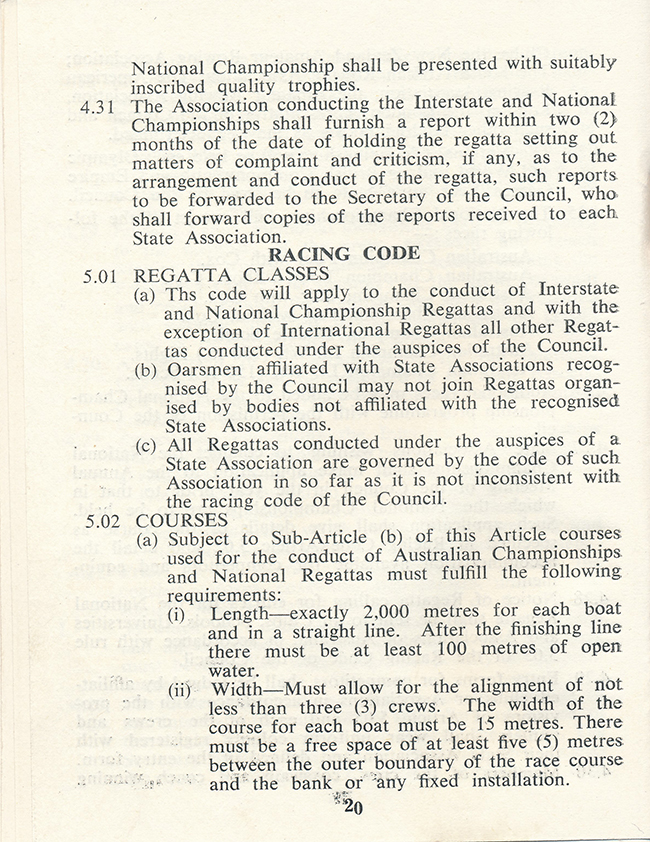 National Championship shall be presented with suitably
inscribed quality trophies.
4.31 The Association conducting the Interstate and National
Championships shall furnish a report within two (2)
months of the date of holding the regatta setting out
matters of complaint and criticism, if any, as to the
arrangement and conduct of the regatta, such reports
to be forwarded to the Secretary of the Council, who
shall forward copies of the reports received to each
State Association.
RACING CODE
5.01 REGATTA CLASSES
(a) Ths code will apply to the conduct of Interstate
and National Championship Regattas and with the
exception of International Regattas all other Regat-
tas conducted under the auspices of the Council.
(b) Oarsmen affiliated with State Associations recog-
nised by the Council may not join Regattas organ-
ised by bodies not affiliated with the recognised
State Associations.
(c) All Regattas conducted under the auspices of a
State Association are governed by the code of such
Association in so far as it is not inconsistent with
the racing code of the Council.
5.02 COURSES
(a) Subject to Sub-Article (b) of this Article courses
used for the conduct of Australian Championships
and National Regattas must fulfill the following
requirements:
(i) Length—exactly 2,000 metres for each boat
and in a straight line. After the finishing line
there must be at least 100 metres of open
water.
(ii) Width—Must allow for the alignment of not
less than three (3) crews. The width of the
course for each boat must be 15 metres. There
must be a free space of at least five (5) metres
between the outer boundary of the race course
and the bank or any fixed installation.
20